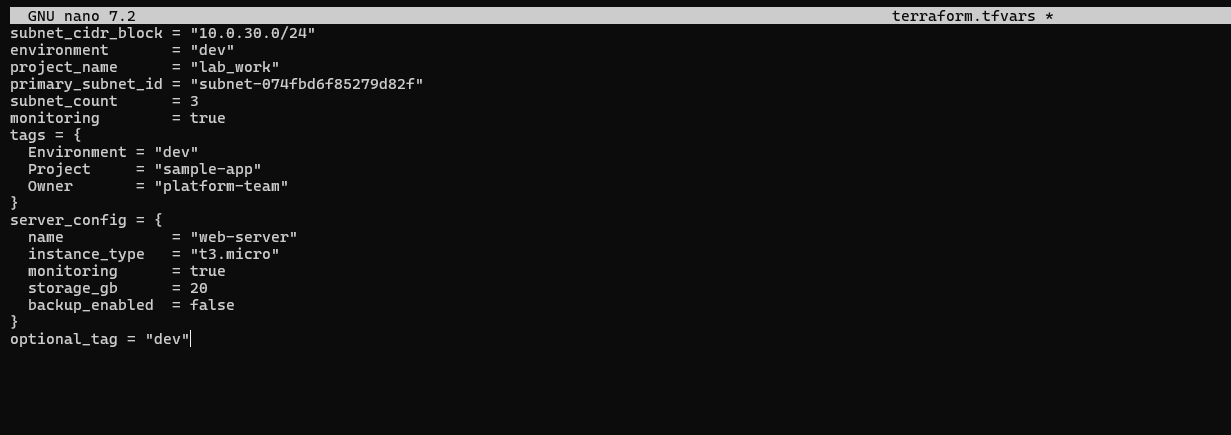 GNU nano 7.2 terraform.tfvars *
subnet_cidr_block = "10.0.30.0/24"
environment       = "dev"
project_name      = "lab_work"
primary_subnet_id = "subnet-074fbd6f85279d82f"
subnet_count      = 3
monitoring        = true
tags = {
  Environment = "dev"
  Project     = "sample-app"
  Owner       = "platform-team"
}
server_config = {
  name            = "web-server"
  instance_type   = "t3.micro"
  monitoring      = true
  storage_gb      = 20
  backup_enabled  = false
}
optional_tag = "dev"